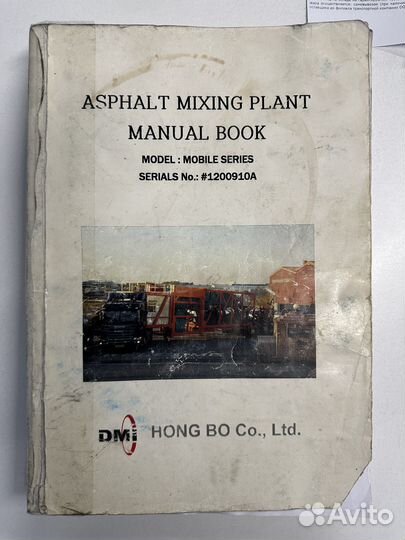 ASPHALT MIXING PLANT
MANUAL BOOK
MODEL : MOBILE SERIES
SERIALS No.: #1200910A
DMI HONG BO Co., Ltd.
Avito